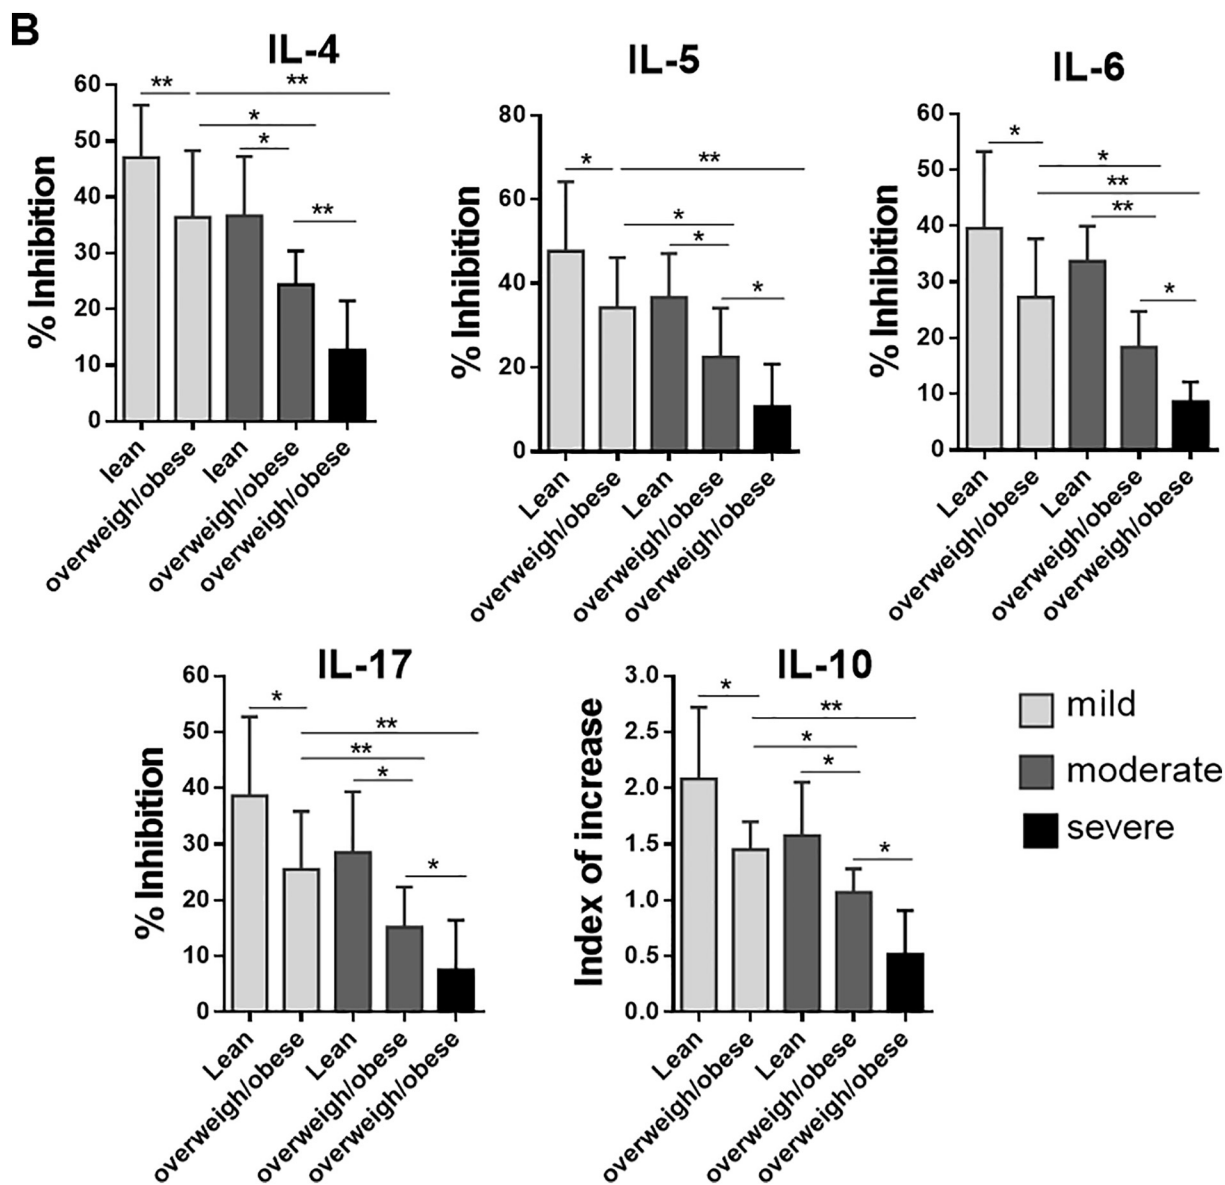 B
IL-4
% Inhibition
60
50
40
30
20
10
0
**
**
*
*
**
lean
overweigh/obese
lean
overweigh/obese
overweigh/obese
IL-5
% Inhibition
80
60
40
20
0
*
**
*
*
*
Lean
overweigh/obese
Lean
overweigh/obese
overweigh/obese
IL-6
% Inhibition
60
50
40
30
20
10
0
*
*
**
**
*
Lean
overweigh/obese
Lean
overweigh/obese
overweigh/obese
IL-17
% Inhibition
60
50
40
30
20
10
0
*
**
**
*
*
Lean
overweigh/obese
Lean
overweigh/obese
overweigh/obese
IL-10
Index of increase
3.0
2.5
2.0
1.5
1.0
0.5
0.0
*
**
*
*
*
Lean
overweigh/obese
Lean
overweigh/obese
overweigh/obese
mild
moderate
severe